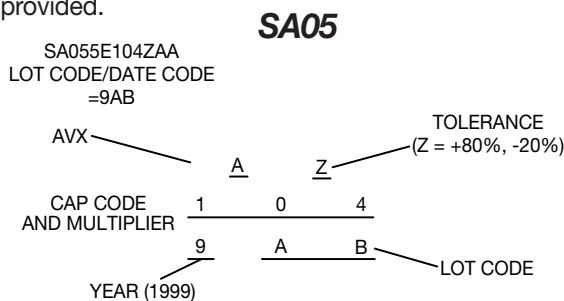 provided.
SA05
SA055E104ZAA
LOT CODE/DATE CODE
=9AB
AVX
TOLERANCE
(Z = +80%, -20%)
A Z
CAP CODE
AND MULTIPLIER
1 0 4
9 A B
LOT CODE
YEAR (1999)